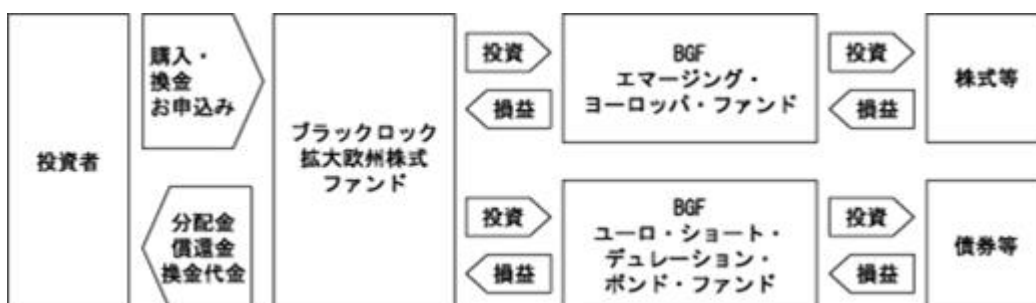 投資者
購入・
換金
お申込み
分配金
償還金
換金代金
ブラックロック
拡大欧州株式
ファンド
投資
損益
BGF
エマージング・
ヨーロッパ・ファンド
投資
損益
株式等
投資
損益
BGF
ユーロ・ショート・
デュレーション・
ボンド・ファンド
投資
損益
債券等